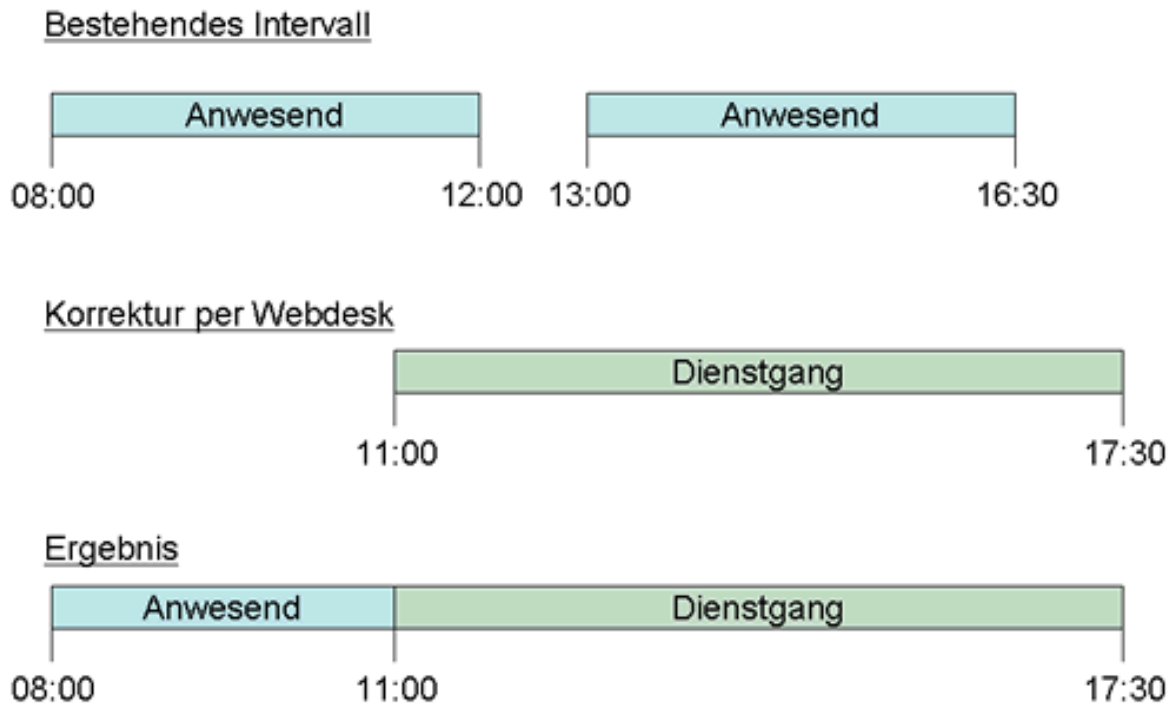 Bestehendes Intervall
Anwesend Anwesend
08:00 12:00 13:00 16:30
Korrektur per Webdesk
Dienstgang
11:00 17:30
Ergebnis
Anwesend Dienstgang
08:00 11:00 17:30